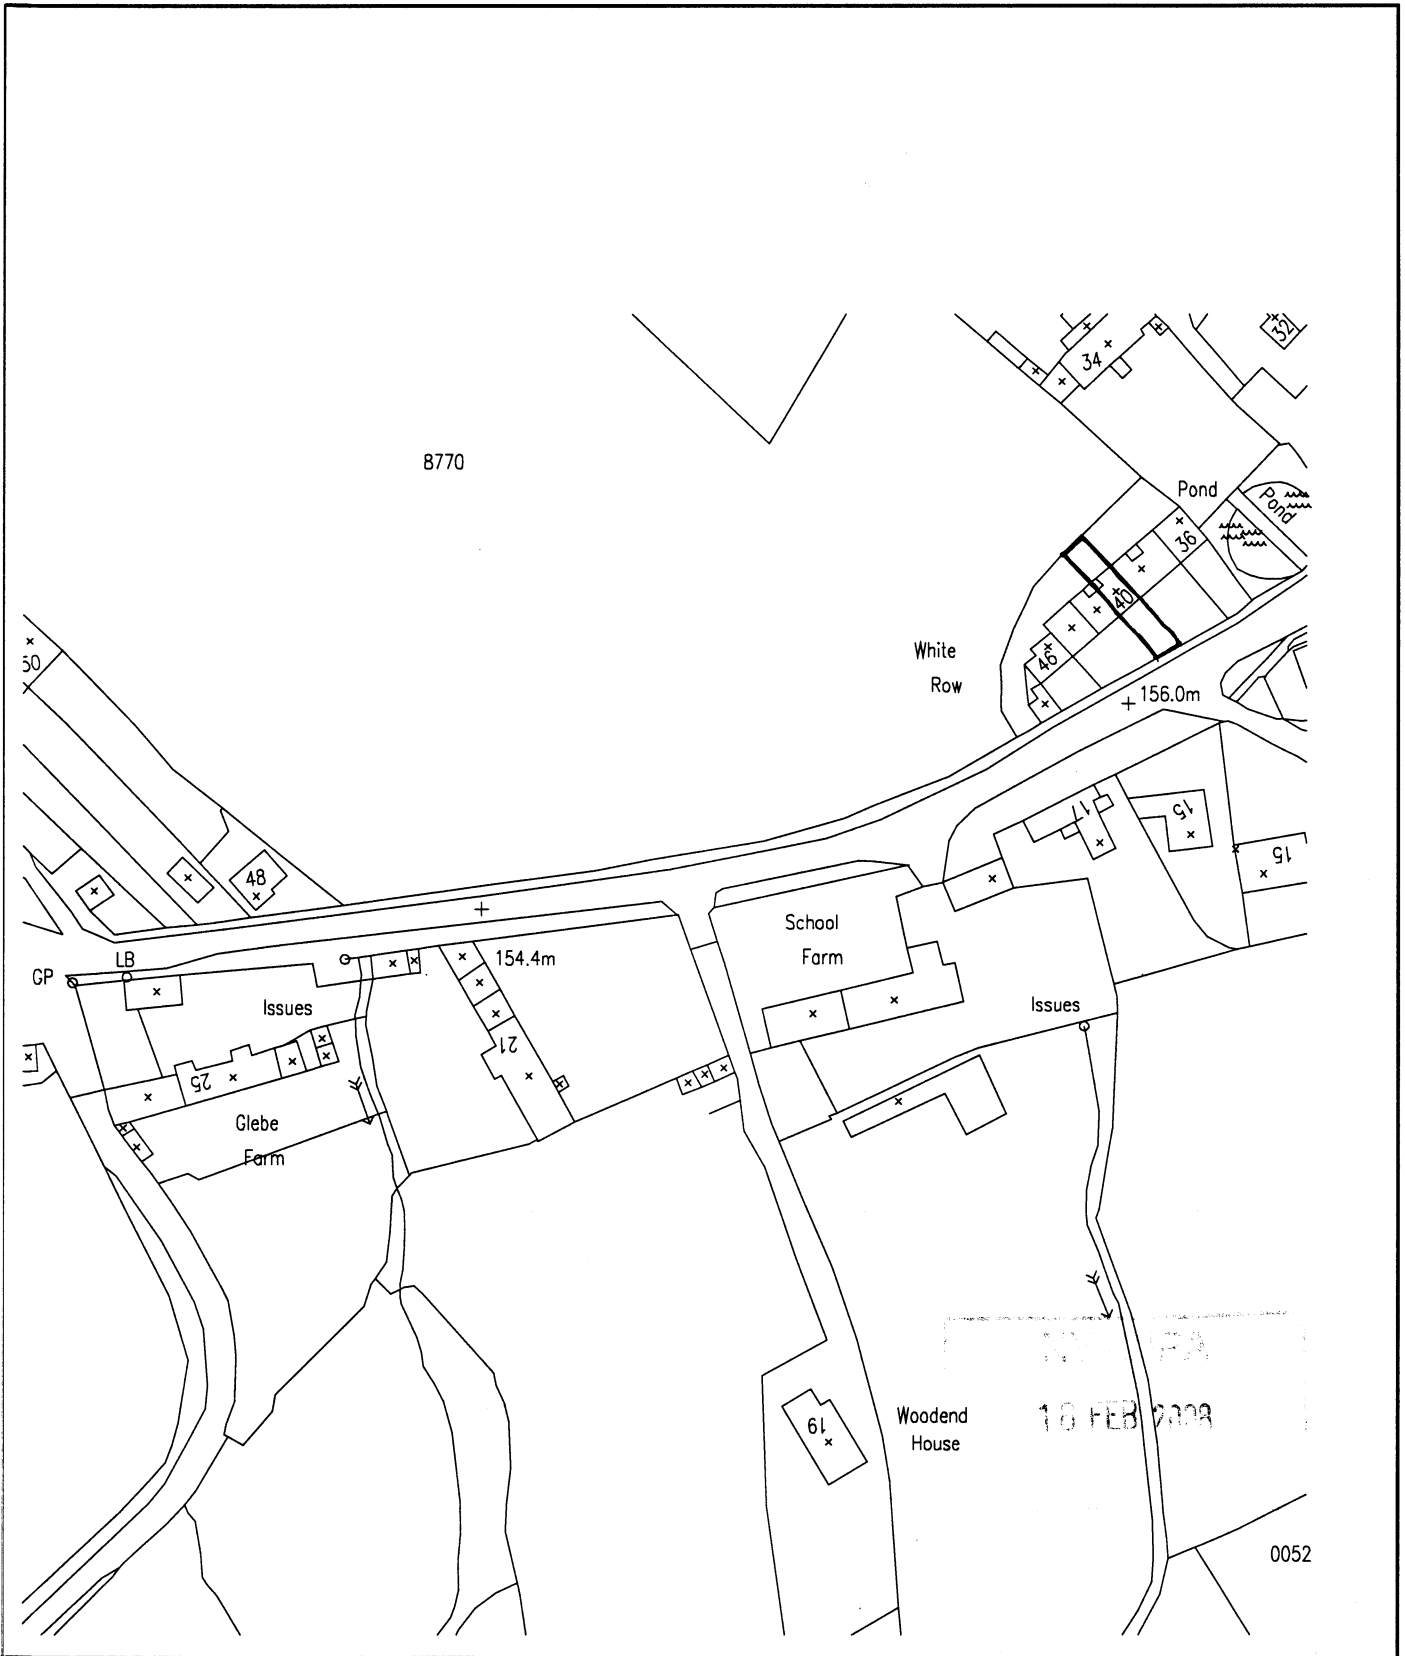 32
34
8770
Pond
Pond
36
40
White
Row
46
50
156.0m
17
15
15
48
School
Farm
154.4m
GP
LB
Issues
Issues
21
25
Glebe
Farm
19
Woodend
House
FEB
0052